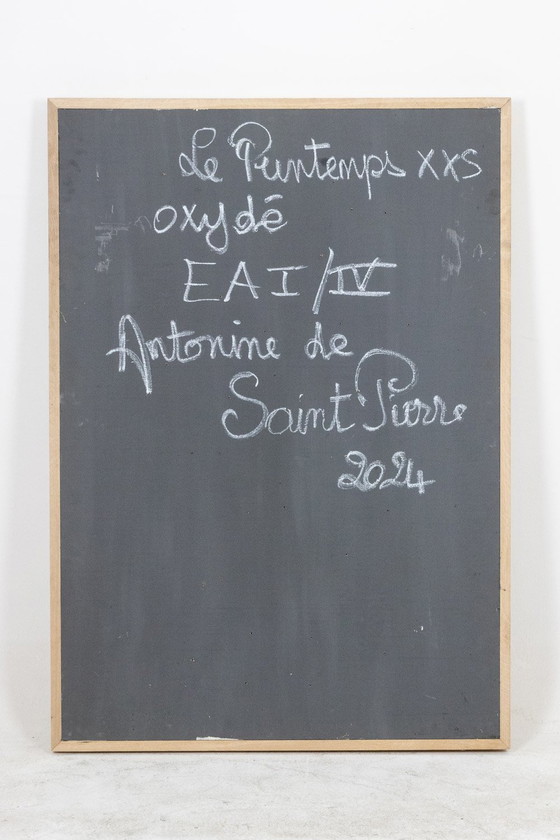 Le Printemps XXS
oxydé
EA I/IV
Antonine de
Saint Pierre
2024